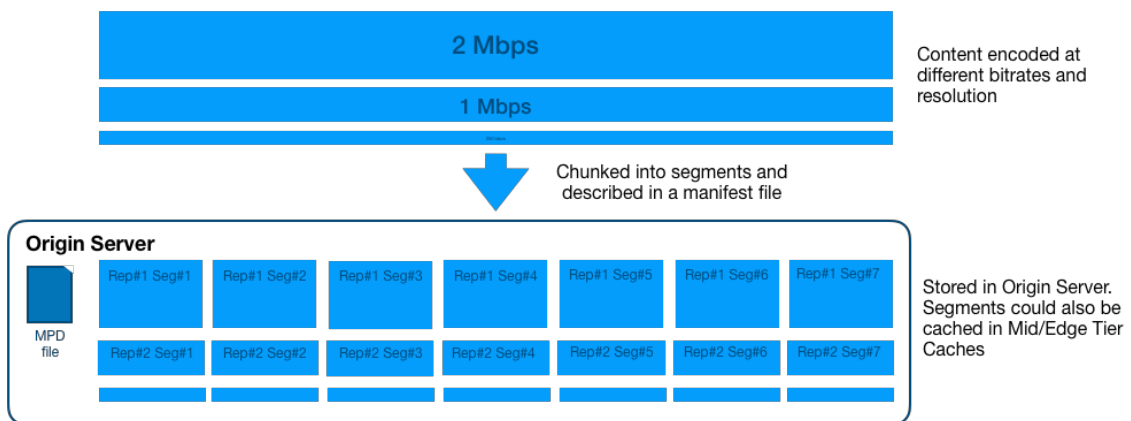 2 Mbps
Content encoded at
different bitrates and
resolution
1 Mbps
Chunked into segments and
described in a manifest file
Origin Server
Rep#1 Seg#1
Rep#1 Seg#2
Rep#1 Seg#3
Rep#1 Seg#4
Rep#1 Seg#5
Rep#1 Seg#6
Rep#1 Seg#7
MPD
file
Stored in Origin Server.
Segments could also be
cached in Mid/Edge Tier
Caches
Rep#2 Seg#1
Rep#2 Seg#2
Rep#2 Seg#3
Rep#2 Seg#4
Rep#2 Seg#5
Rep#2 Seg#6
Rep#2 Seg#7